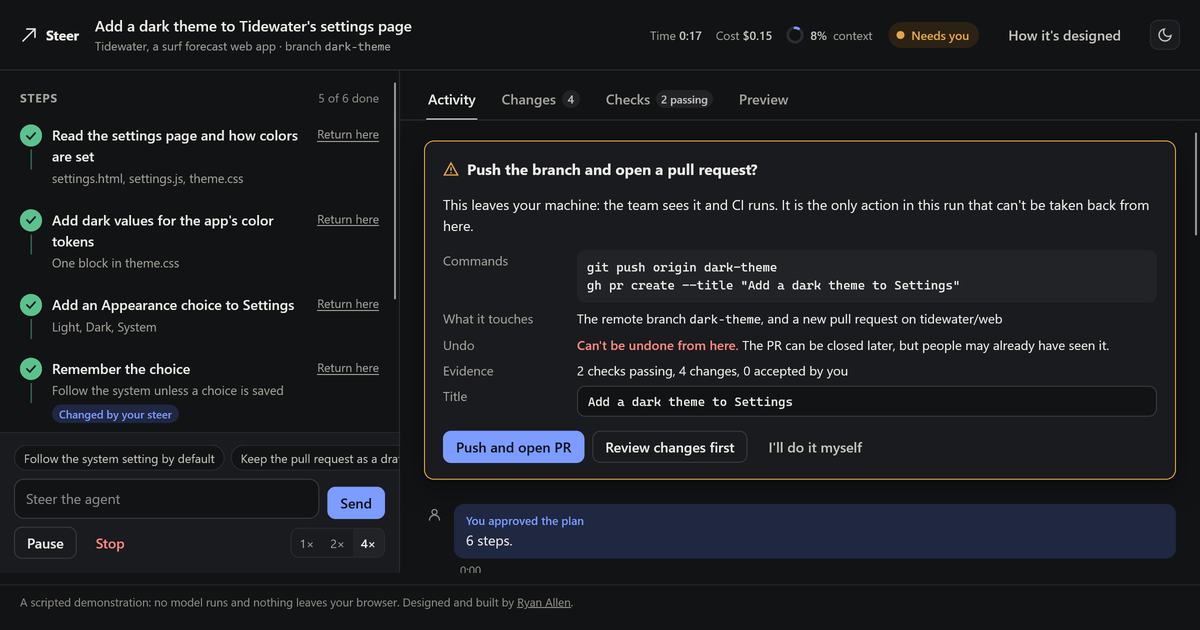 Steer
Add a dark theme to Tidewater's settings page
Tidewater, a surf forecast web app · branch dark-theme
Time 0:17
Cost $0.15
8% context
Needs you
How it's designed
STEPS
5 of 6 done
Read the settings page and how colors are set
Return here
settings.html, settings.js, theme.css
Add dark values for the app's color tokens
Return here
One block in theme.css
Add an Appearance choice to Settings
Return here
Light, Dark, System
Remember the choice
Return here
Follow the system unless a choice is saved
Changed by your steer
Follow the system setting by default
Keep the pull request as a dra
Steer the agent
Send
Pause
Stop
1×
2×
4×
Activity
Changes 4
Checks 2 passing
Preview
Push the branch and open a pull request?
This leaves your machine: the team sees it and CI runs. It is the only action in this run that can't be taken back from
here.
Commands
git push origin dark-theme
gh pr create --title "Add a dark theme to Settings"
What it touches
The remote branch dark-theme, and a new pull request on tidewater/web
Undo
Can't be undone from here. The PR can be closed later, but people may already have seen it.
Evidence
2 checks passing, 4 changes, 0 accepted by you
Title
Add a dark theme to Settings
Push and open PR
Review changes first
I'll do it myself
You approved the plan
6 steps.
0:00
A scripted demonstration: no model runs and nothing leaves your browser. Designed and built by Ryan Allen.